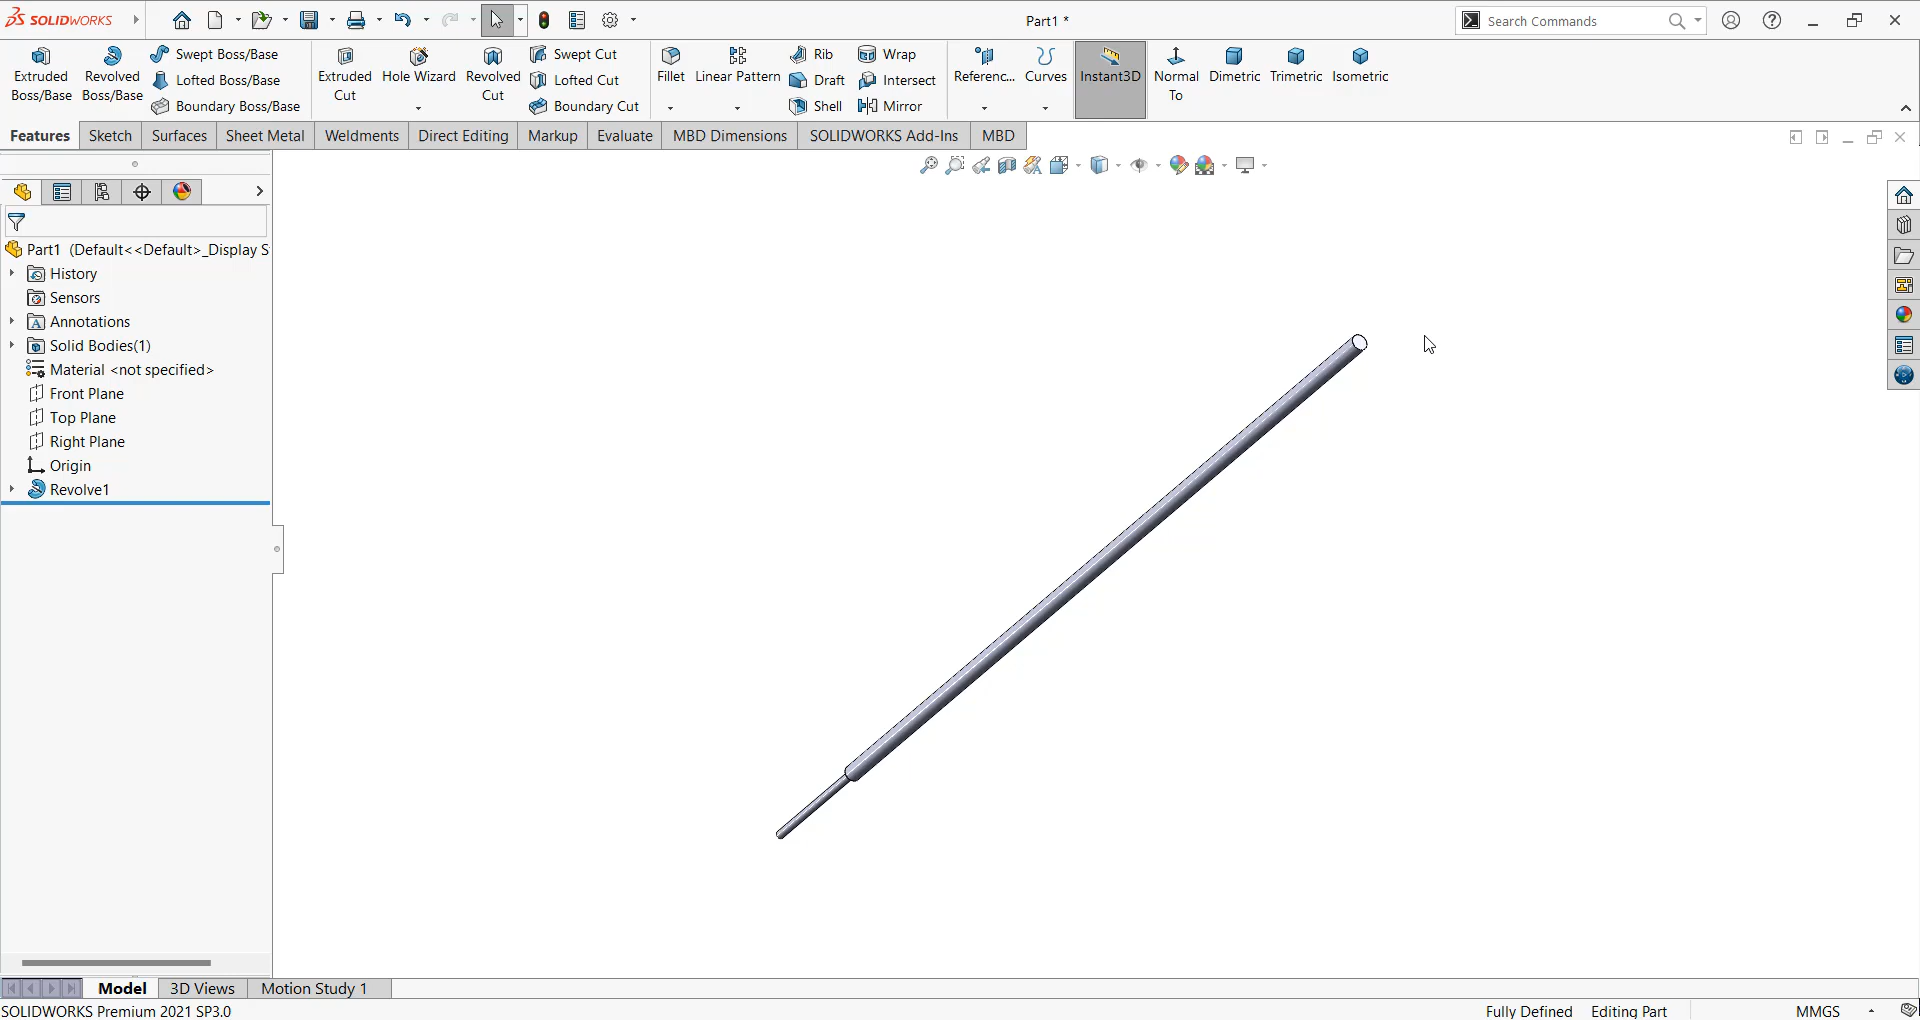 SOLIDWORKS
Part1 *
Search Commands
Extruded Boss/Base
Revolved Boss/Base
Swept Boss/Base
Lofted Boss/Base
Boundary Boss/Base
Extruded Cut
Hole Wizard
Revolved Cut
Swept Cut
Lofted Cut
Boundary Cut
Fillet
Linear Pattern
Rib
Draft
Shell
Wrap
Intersect
Mirror
Referenc...
Curves
Instant3D
Normal To
Dimetric
Trimetric
Isometric
Features
Sketch
Surfaces
Sheet Metal
Weldments
Direct Editing
Markup
Evaluate
MBD Dimensions
SOLIDWORKS Add-Ins
MBD
Part1 (Default<<Default>_Display S
History
Sensors
Annotations
Solid Bodies(1)
Material <not specified>
Front Plane
Top Plane
Right Plane
Origin
Revolve1
Model
3D Views
Motion Study 1
SOLIDWORKS Premium 2021 SP3.0
Fully Defined
Editing Part
MMGS